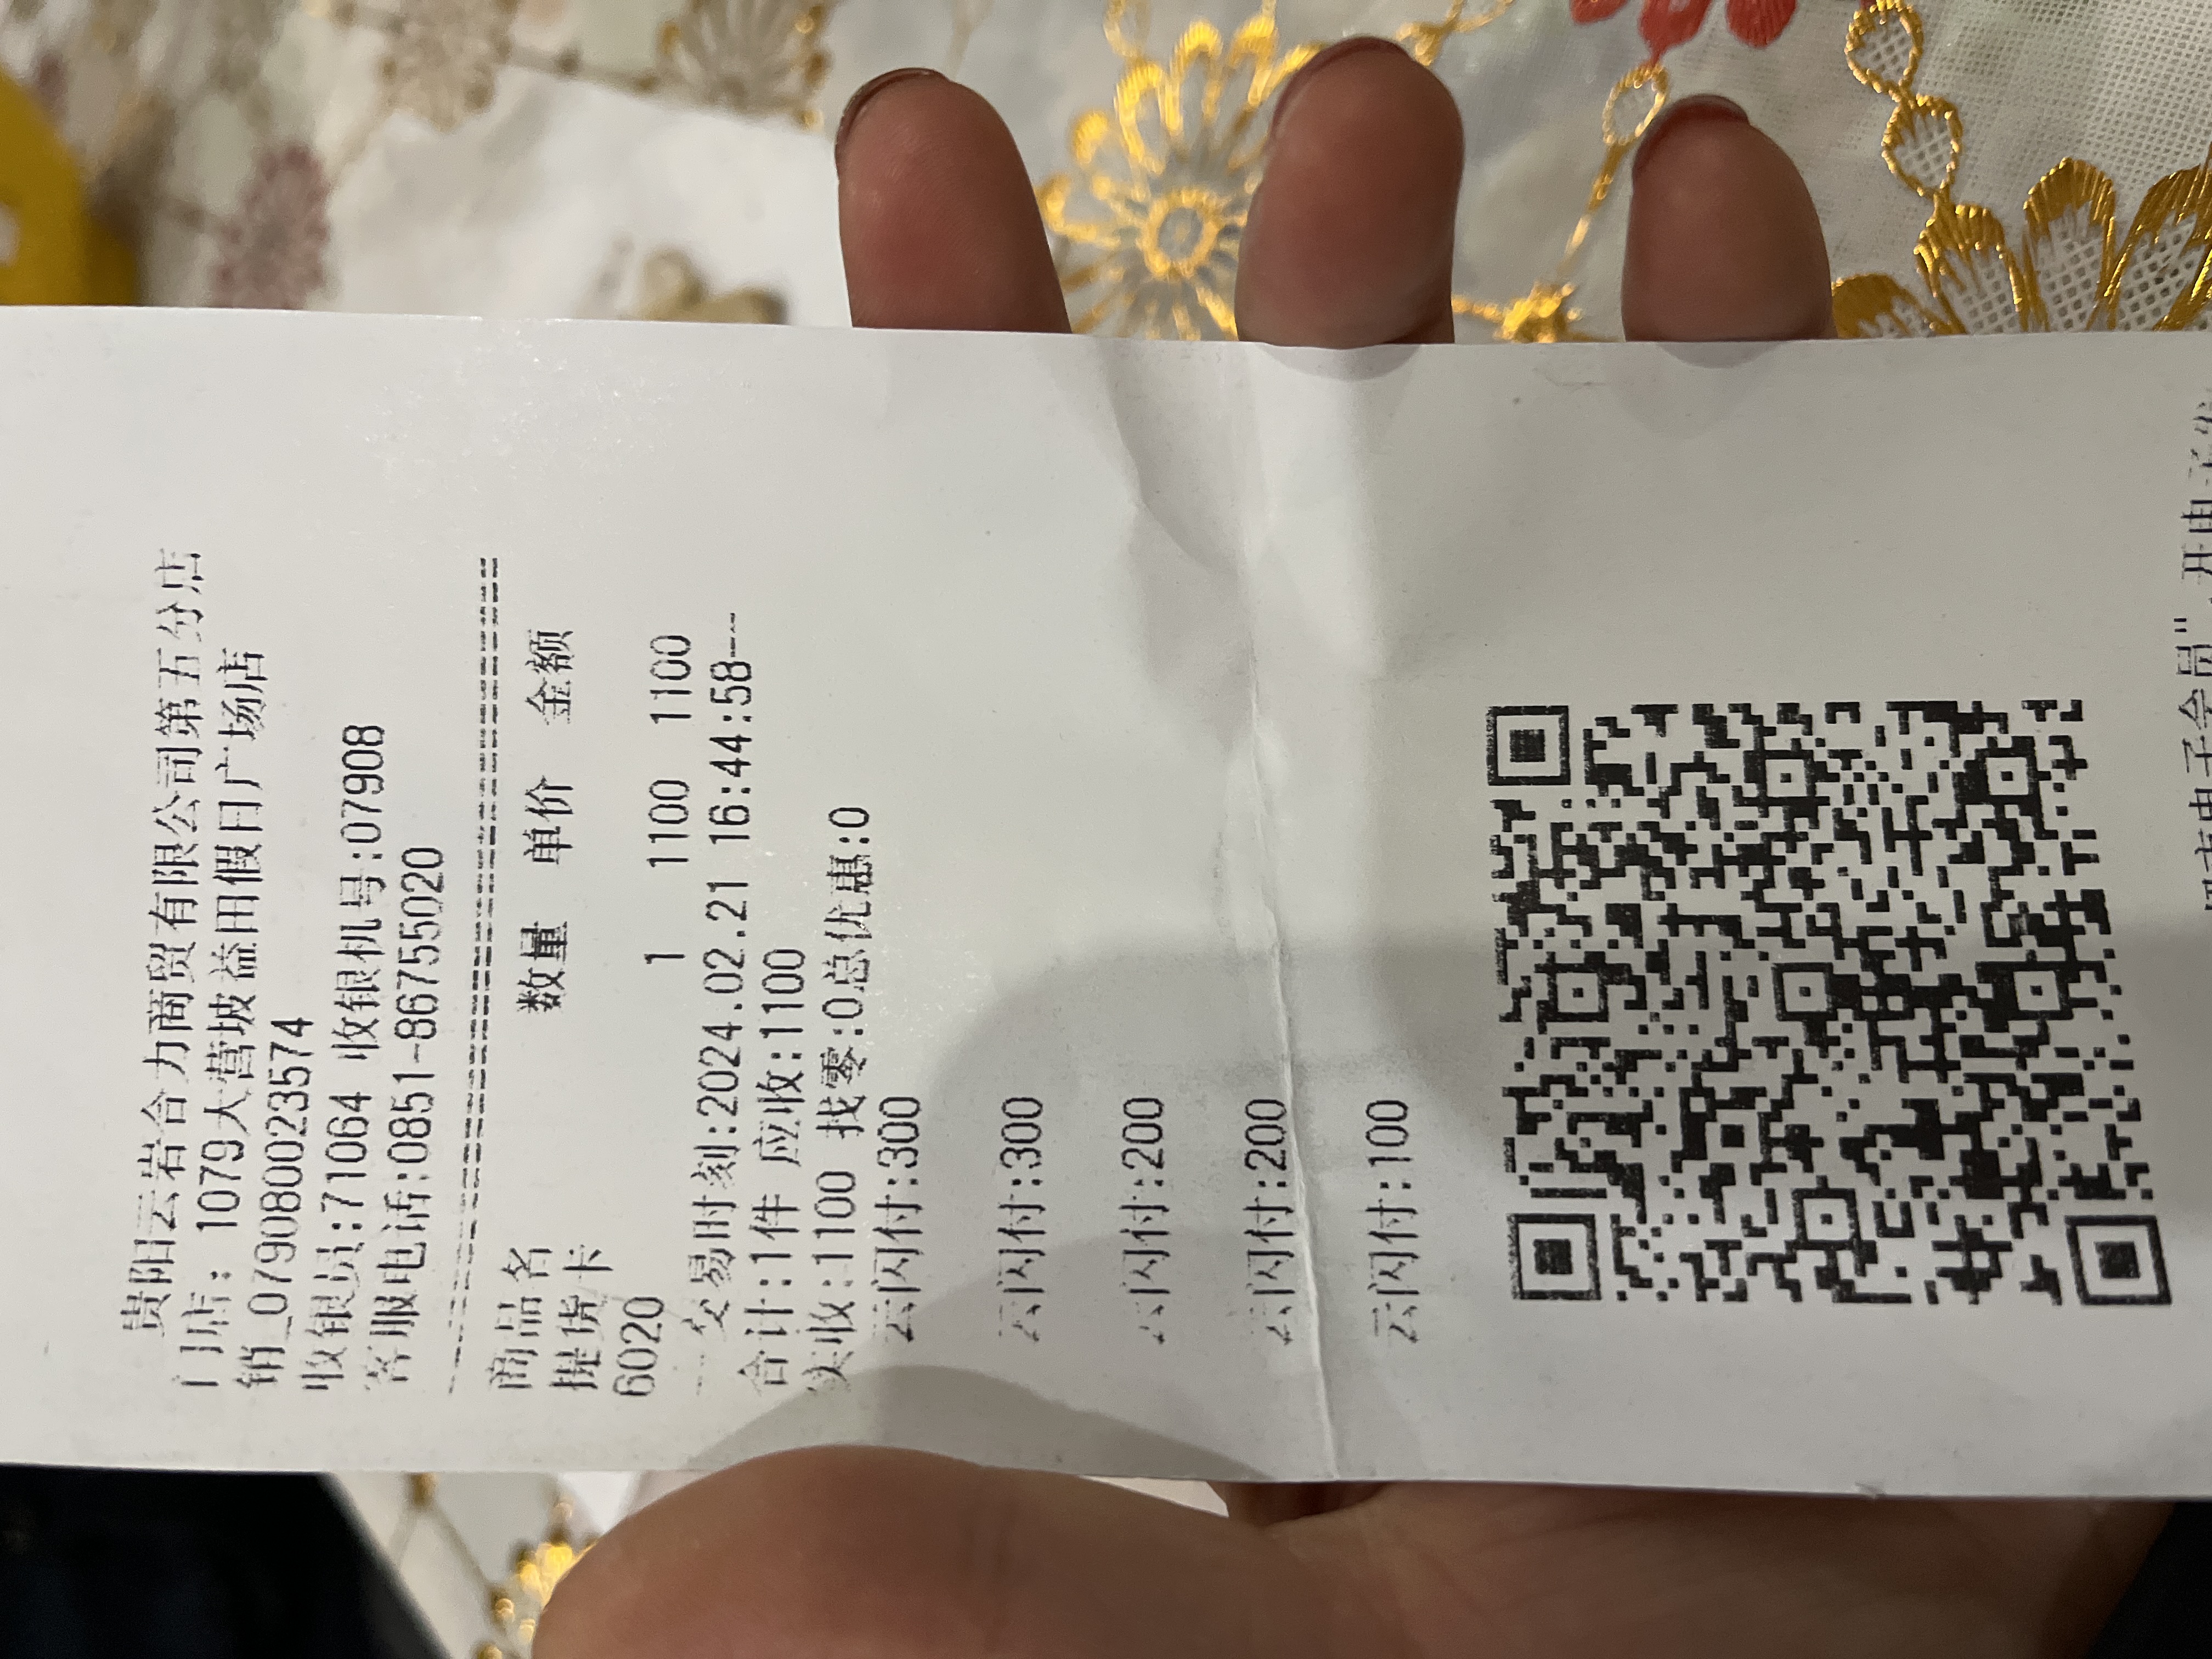 贵阳云岩合力商贸有限公司第五分店
门店: 1079大营坡益田假日广场店
销_079080023574
收银员:71064 收银机号:07908
客服电话:0851-86755020
商品名 数量 单价 金额
提货卡
6020 1 1100 1100
交易时刻:2024.02.21 16:44:58--
合计:1件 应收:1100
实收:1100 找零:0总优惠:0
云闪付:300
云闪付:300
云闪付:200
云闪付:200
云闪付:100
电子会员"